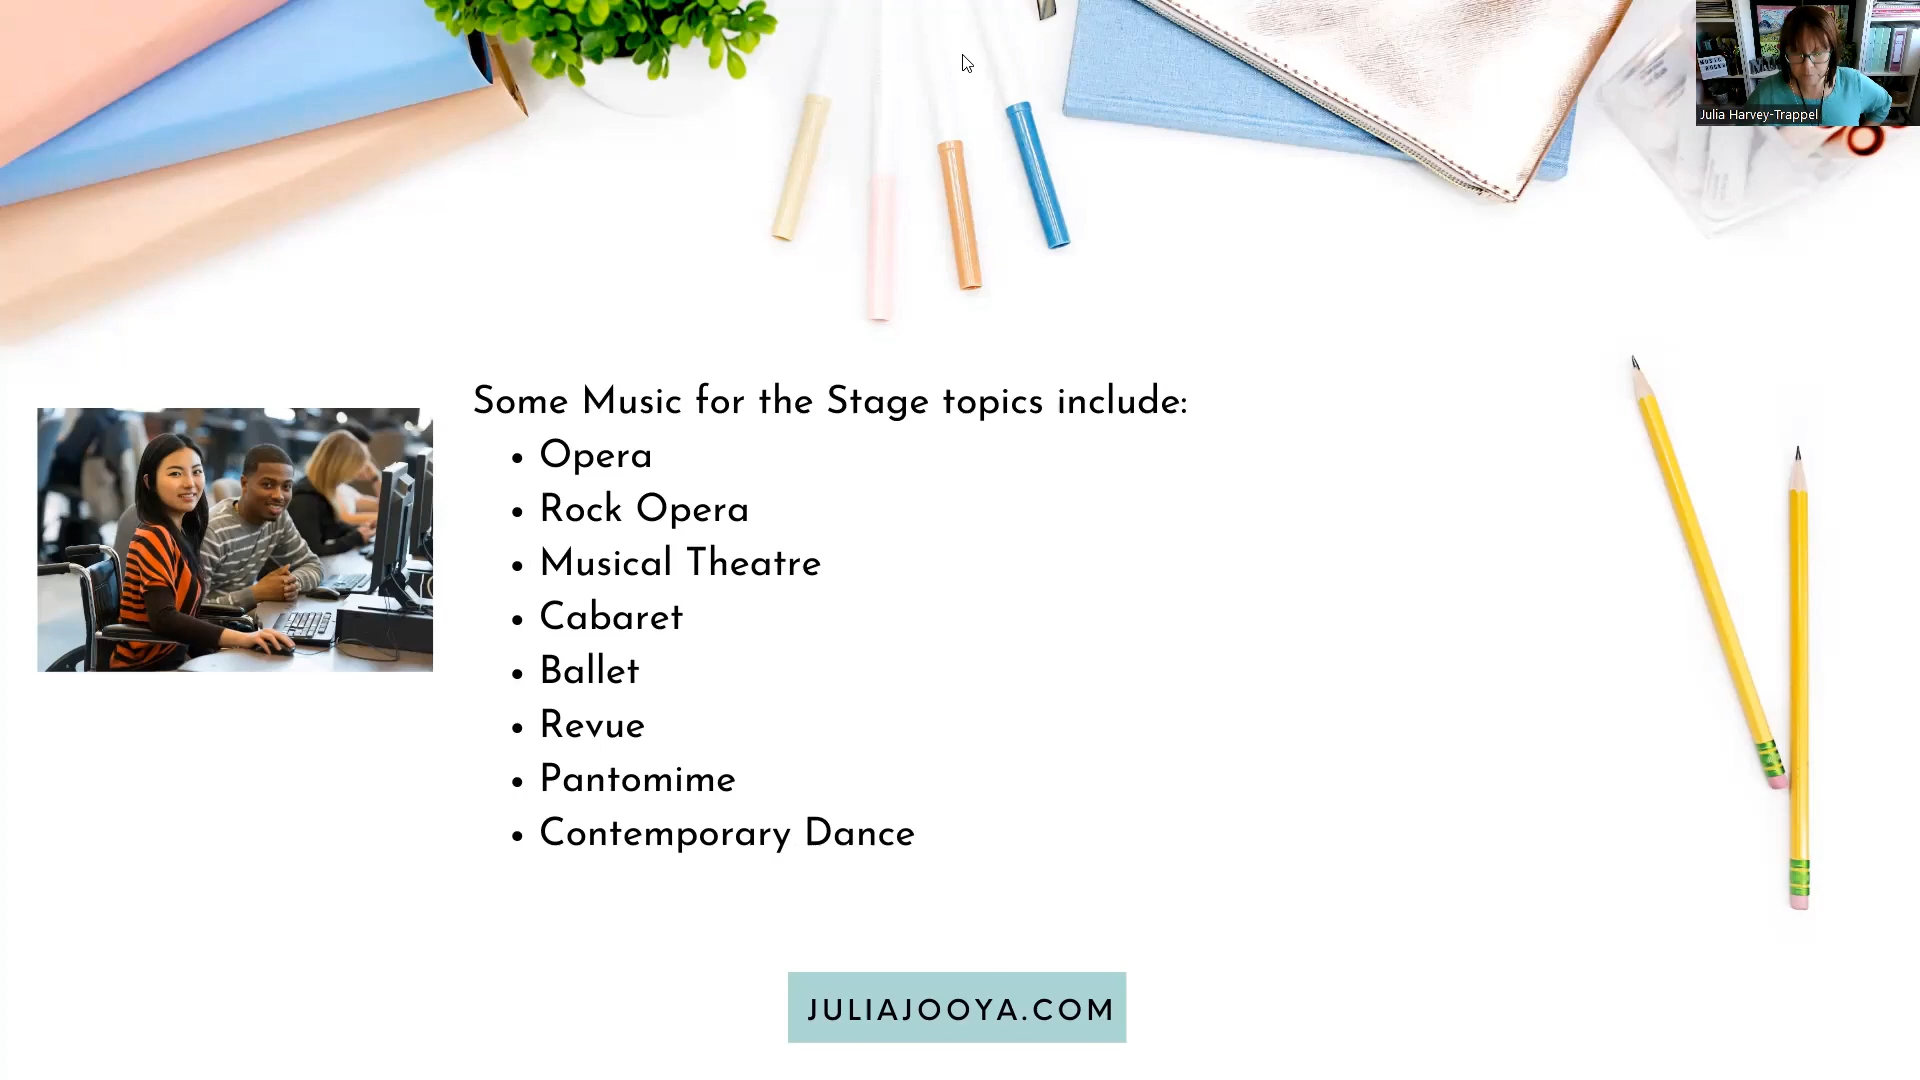 Julia Harvey-Trappel
Some Music for the Stage topics include:
• Opera
• Rock Opera
• Musical Theatre
• Cabaret
• Ballet
• Revue
• Pantomime
• Contemporary Dance
JULIAJOOYA.COM